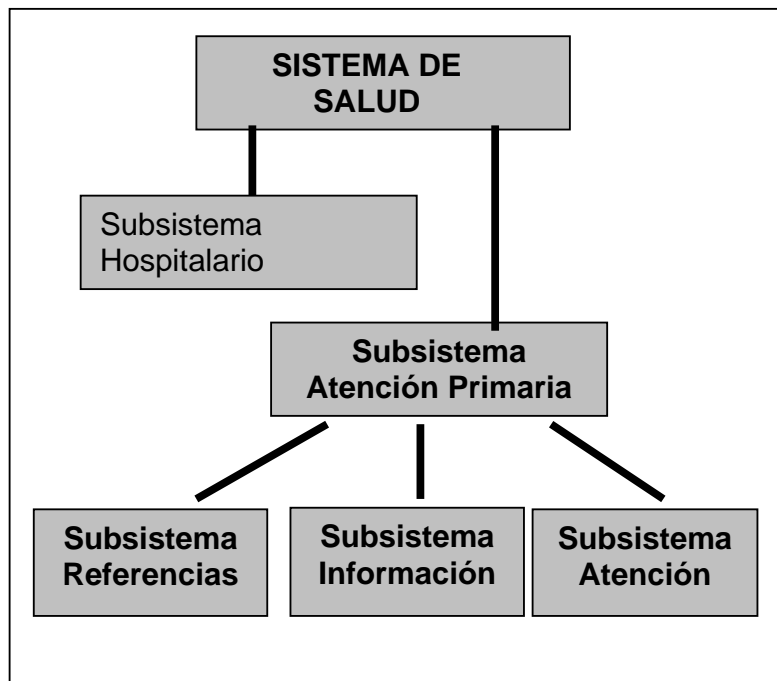 SISTEMA DE
SALUD
Subsistema
Hospitalario
Subsistema
Atención Primaria
Subsistema
Referencias
Subsistema
Información
Subsistema
Atención